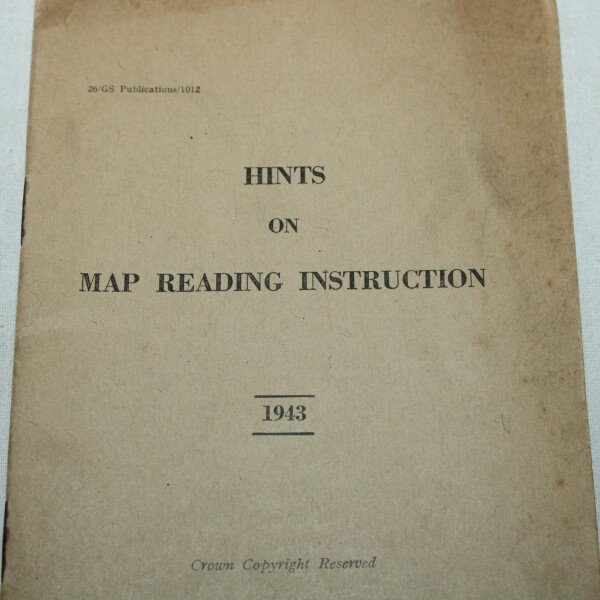 26/GS Publications/1012
HINTS
ON
MAP READING INSTRUCTION
1943
Crown Copyright Reserved